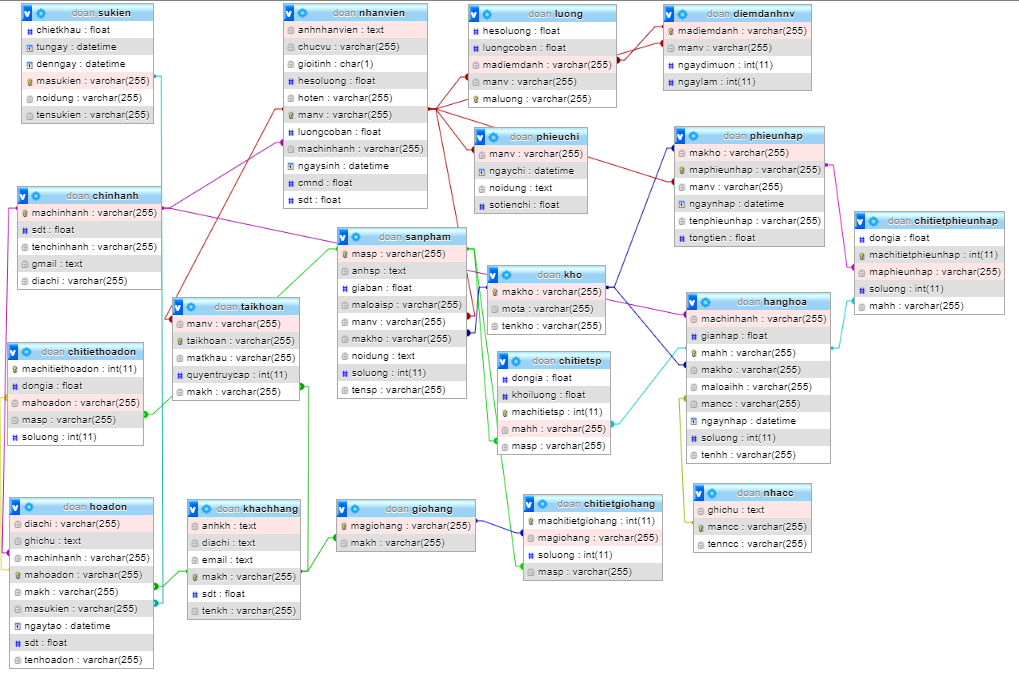 doan sukien
chietkhau : float
tungay : datetime
denngay : datetime
masukien : varchar(255)
noidung : varchar(255)
tensukien : varchar(255)
doan nhanvien
anhnhanvien : text
chucvu : varchar(255)
gioitinh : char(1)
hesoluong : float
hoten : varchar(255)
manv : varchar(255)
luongcoban : float
machinhanh : varchar(255)
ngaysinh : datetime
cmnd : float
sdt : float
doan luong
hesoluong : float
luongcoban : float
madiemdanh : varchar(255)
manv : varchar(255)
maluong : varchar(255)
doan diemdanhnv
madiemdanh : varchar(255)
manv : varchar(255)
ngaydimuon : int(11)
ngaylam : int(11)
doan phieuchi
manv : varchar(255)
ngaychi : datetime
noidung : text
sotienchi : float
doan phieunhap
makho : varchar(255)
maphieunhap : varchar(255)
manv : varchar(255)
ngaynhap : datetime
tenphieunhap : varchar(255)
tongtien : float
doan chinhanh
machinhanh : varchar(255)
sdt : float
tenchinhanh : varchar(255)
gmail : text
diachi : varchar(255)
doan chitietphieunhap
dongia : float
machitietphieunhap : int(11)
maphieunhap : varchar(255)
soluong : int(11)
mahh : varchar(255)
doan sanpham
masp : varchar(255)
anhsp : text
giaban : float
maloaisp : varchar(255)
manv : varchar(255)
makho : varchar(255)
noidung : text
soluong : int(11)
tensp : varchar(255)
doan kho
makho : varchar(255)
mota : varchar(255)
tenkho : varchar(255)
doan hanghoa
machinhanh : varchar(255)
gianhap : float
mahh : varchar(255)
makho : varchar(255)
maloaihh : varchar(255)
mancc : varchar(255)
ngaynhap : datetime
soluong : int(11)
tenhh : varchar(255)
doan taikhoan
manv : varchar(255)
taikhoan : varchar(255)
matkhau : varchar(255)
quyentruycap : int(11)
makh : varchar(255)
doan chitiethoadon
machitiethoadon : int(11)
dongia : float
mahoadon : varchar(255)
masp : varchar(255)
soluong : int(11)
doan chitietsp
dongia : float
khoiluong : float
machitietsp : int(11)
mahh : varchar(255)
masp : varchar(255)
doan nhacc
ghichu : text
mancc : varchar(255)
tenncc : varchar(255)
doan hoadon
diachi : varchar(255)
ghichu : text
machinhanh : varchar(255)
mahoadon : varchar(255)
makh : varchar(255)
masukien : varchar(255)
ngaytao : datetime
sdt : float
tenhoadon : varchar(255)
doan khachhang
anhkh : text
diachi : text
email : text
makh : varchar(255)
sdt : float
tenkh : varchar(255)
doan giohang
magiohang : varchar(255)
makh : varchar(255)
doan chitietgiohang
machitietgiohang : int(11)
magiohang : varchar(255)
soluong : int(11)
masp : varchar(255)